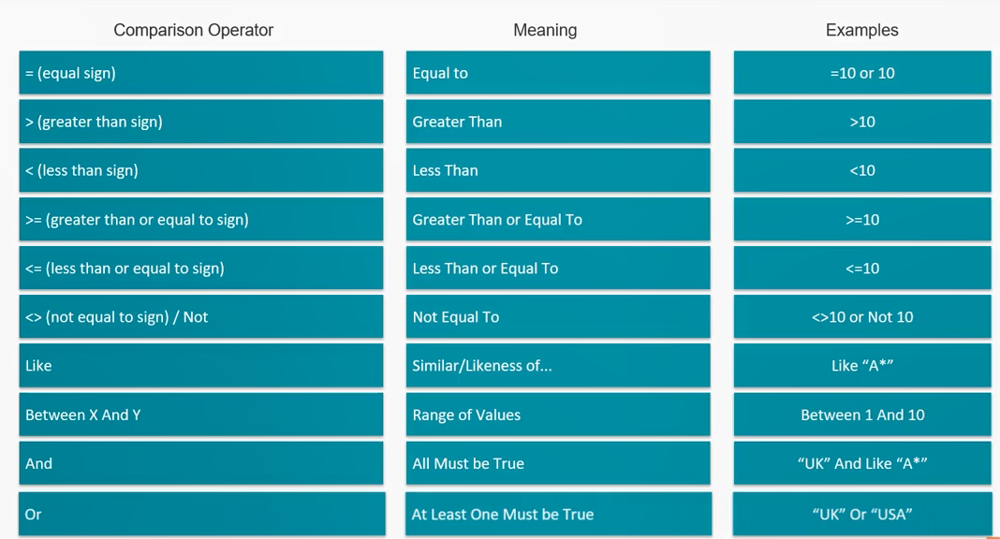 Comparison Operator Meaning Examples
= (equal sign) Equal to =10 or 10
> (greater than sign) Greater Than >10
< (less than sign) Less Than <10
>= (greater than or equal to sign) Greater Than or Equal To >=10
<= (less than or equal to sign) Less Than or Equal To <=10
<> (not equal to sign) / Not Not Equal To <>10 or Not 10
Like Similar/Likeness of... Like “A*”
Between X And Y Range of Values Between 1 And 10
And All Must be True “UK” And Like “A*”
Or At Least One Must be True “UK” Or “USA”